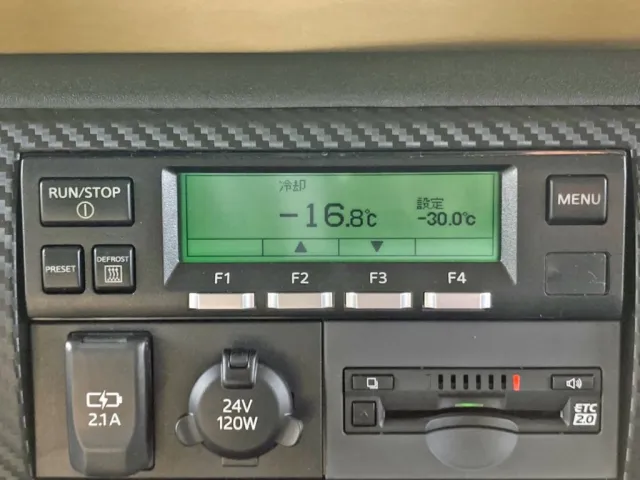 RUN/STOP
冷却
-16.8℃
設定
-30.0℃
MENU
▲ ▼
PRESET
DEFROST
F1 F2 F3 F4
2.1A
24V
120W
ETC
2.0